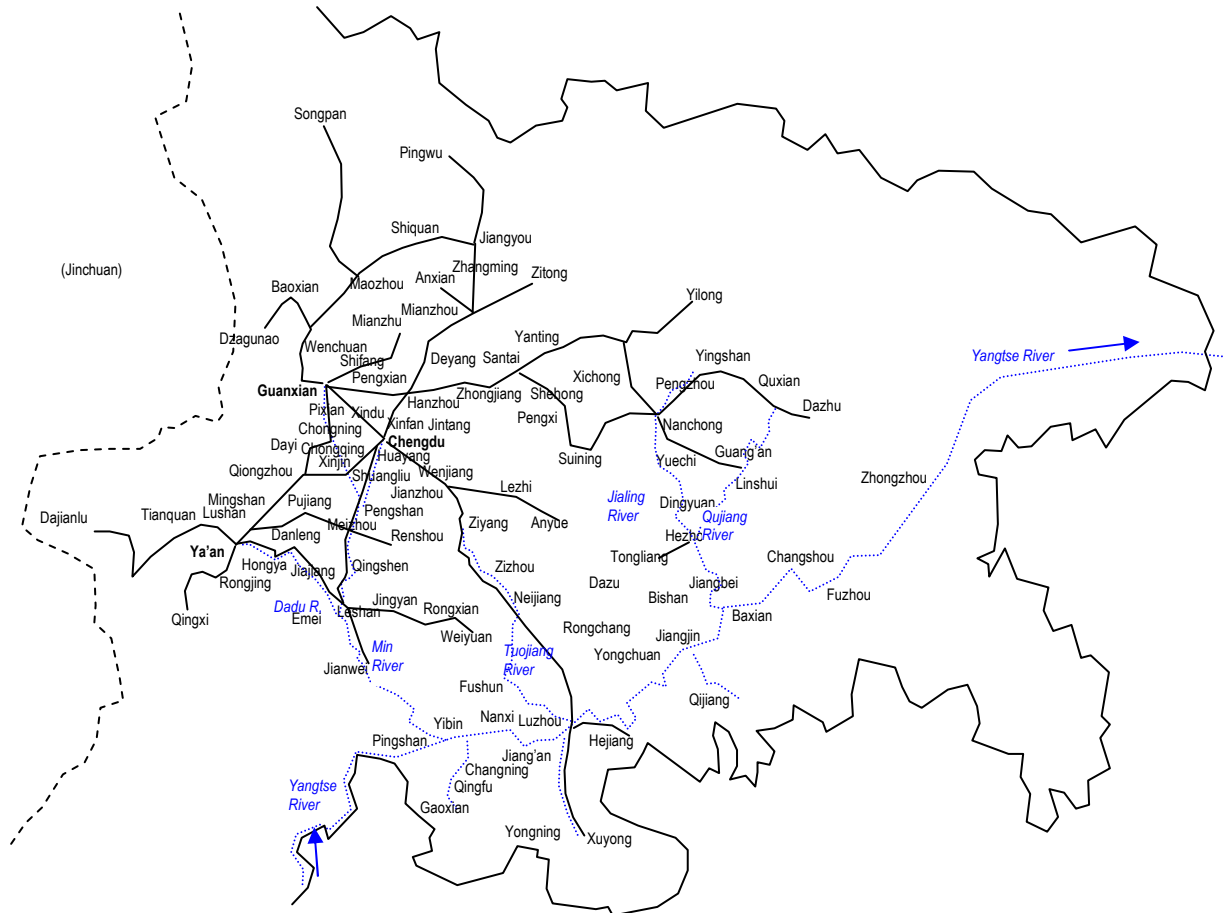 Songpan
Pingwu
Shiquan
Jiangyou
(Jinchuan)
Zhangming
Anxian
Zitong
Baoxian
Maozhou
Yilong
Mianzhou
Mianzhu
Dzagunao
Yanting
Wenchuan
Yingshan
Yangtse River
Shifang
Deyang
Santai
Xichong
Pengxian
Pengzhou
Quxian
Guanxian
Zhongjiang
Shehong
Hanzhou
Dazhu
Pixian
Xindu
Pengxi
Chongning
Xinfan
Jintang
Nanchong
Dayi
Chongqing
Chengdu
Guang'an
Huayang
Suining
Yuechi
Xinjin
Qiongzhou
Shuangliu
Wenjiang
Linshui
Zhongzhou
Lezhi
Jianzhou
Mingshan
Pujiang
Jialing
River
Dingyuan
Lushan
Pengshan
Tianquan
Dajianlu
Meizhou
Anyue
Qujiang
River
Ziyang
Danleng
Renshou
Hezho
Ya'an
Tongliang
Changshou
Hongya
Jiajiang
Qingshen
Zizhou
Rongjing
Dazu
Jiangbei
Bishan
Fuzhou
Jingyan
Neijiang
Dadu R.
Emei
Leshan
Rongxian
Qingxi
Baxian
Rongchang
Weiyuan
Jiangjin
Min
River
Yongchuan
Tuojiang
River
Jianwei
Fushun
Qijiang
Nanxi
Luzhou
Yibin
Pingshan
Hejiang
Jiang'an
Changning
Yangtse
River
Qingfu
Gaoxian
Yongning
Xuyong